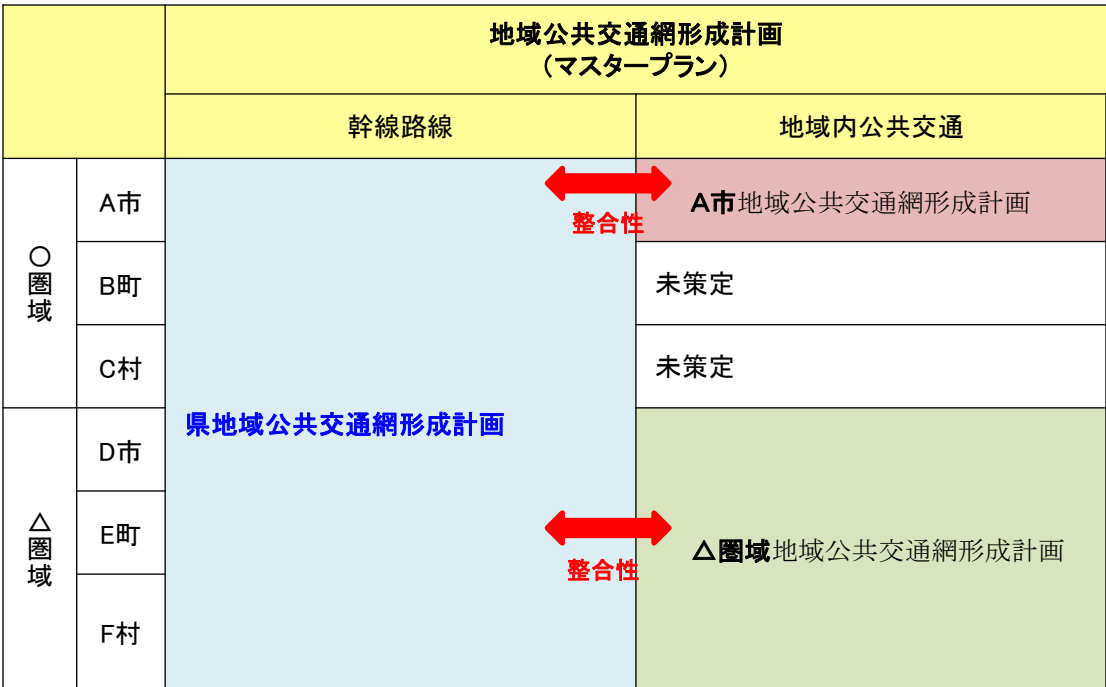 地域公共交通網形成計画
（マスタープラン）
幹線路線
地域内公共交通
〇圏域
A市
整合性
A市地域公共交通網形成計画
B町
未策定
C村
未策定
県地域公共交通網形成計画
△圏域
D市
E町
整合性
△圏域地域公共交通網形成計画
F村